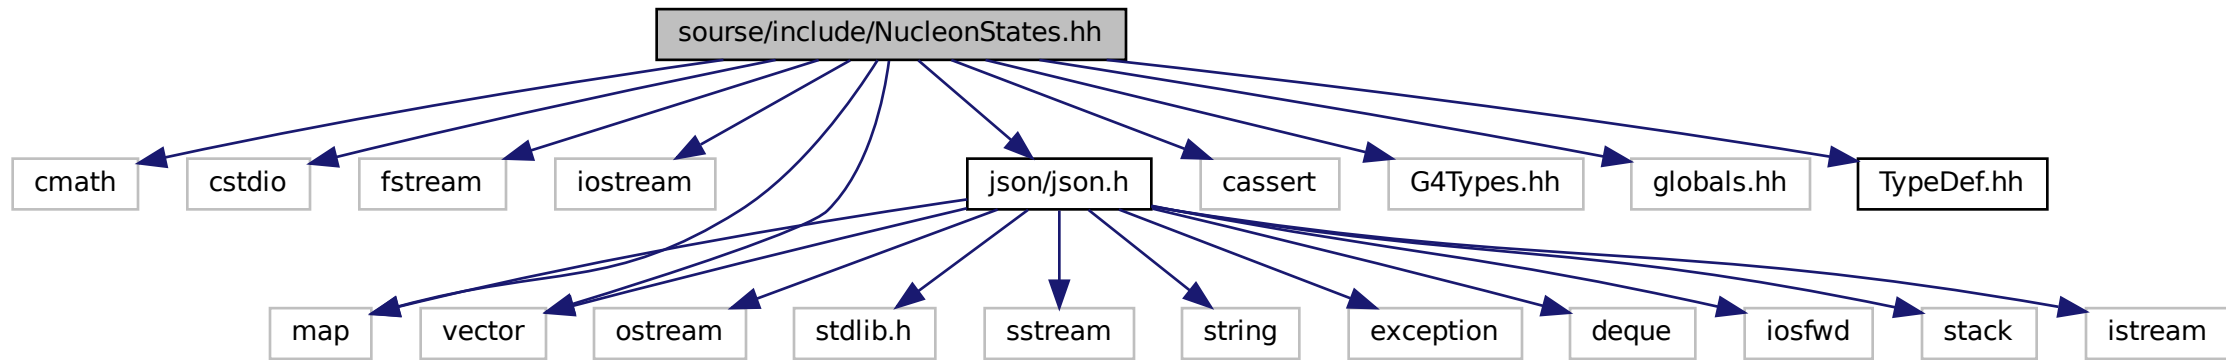 sourse/include/NucleonStates.hh
cmath
cstdio
fstream
iostream
json/json.h
cassert
G4Types.hh
globals.hh
TypeDef.hh
map
vector
ostream
stdlib.h
sstream
string
exception
deque
iosfwd
stack
istream